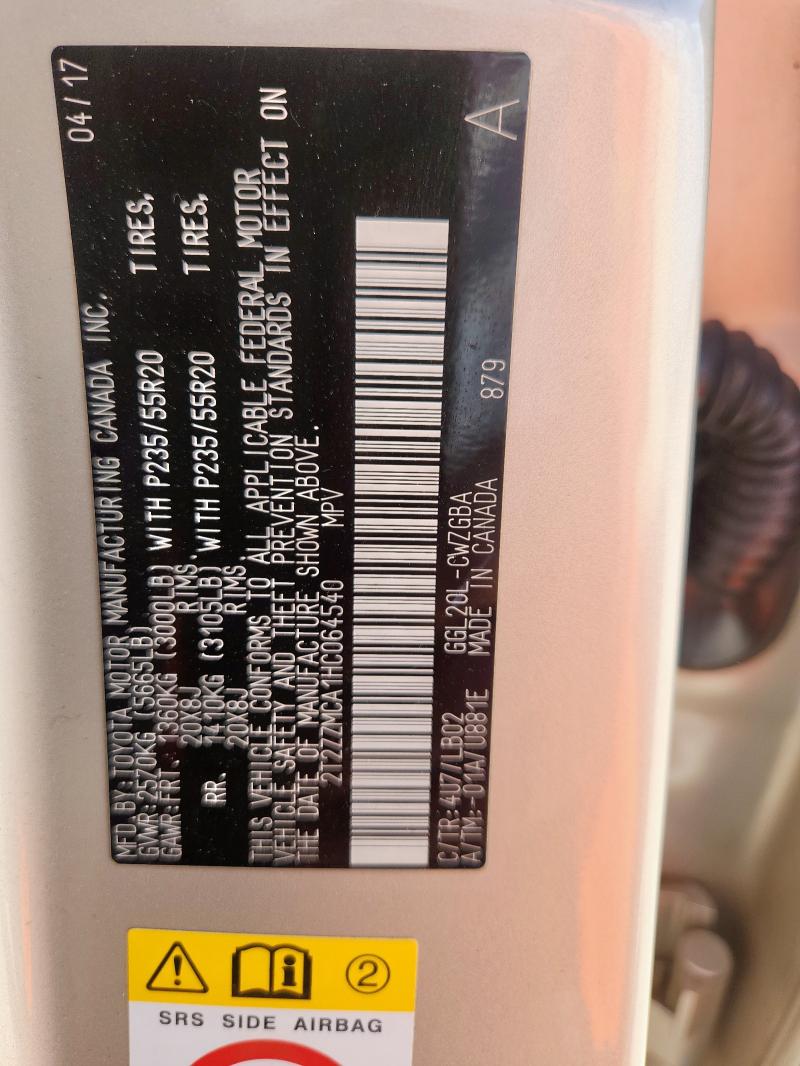 MFD BY:TOYOTA MOTOR MANUFACTURING CANADA INC. 04/17
GVWR:2570KG (5665LB)
GAWR:FRT. 1360KG (3000LB) WITH P235/55R20 TIRES,
20X8J RIMS,
RR. 1410KG (3105LB) WITH P235/55R20 TIRES,
20X8J RIMS
THIS VEHICLE CONFORMS TO ALL APPLICABLE FEDERAL MOTOR
VEHICLE SAFETY AND THEFT PREVENTION STANDARDS IN EFFECT ON
THE DATE OF MANUFACTURE SHOWN ABOVE.
2T2ZZMCA1HC064540 MPV
C/TR:4U7/LB02 GGL20L-CWZGBA
A/TM:-01IA/U881E MADE IN CANADA 879 A
2
SRS SIDE AIRBAG